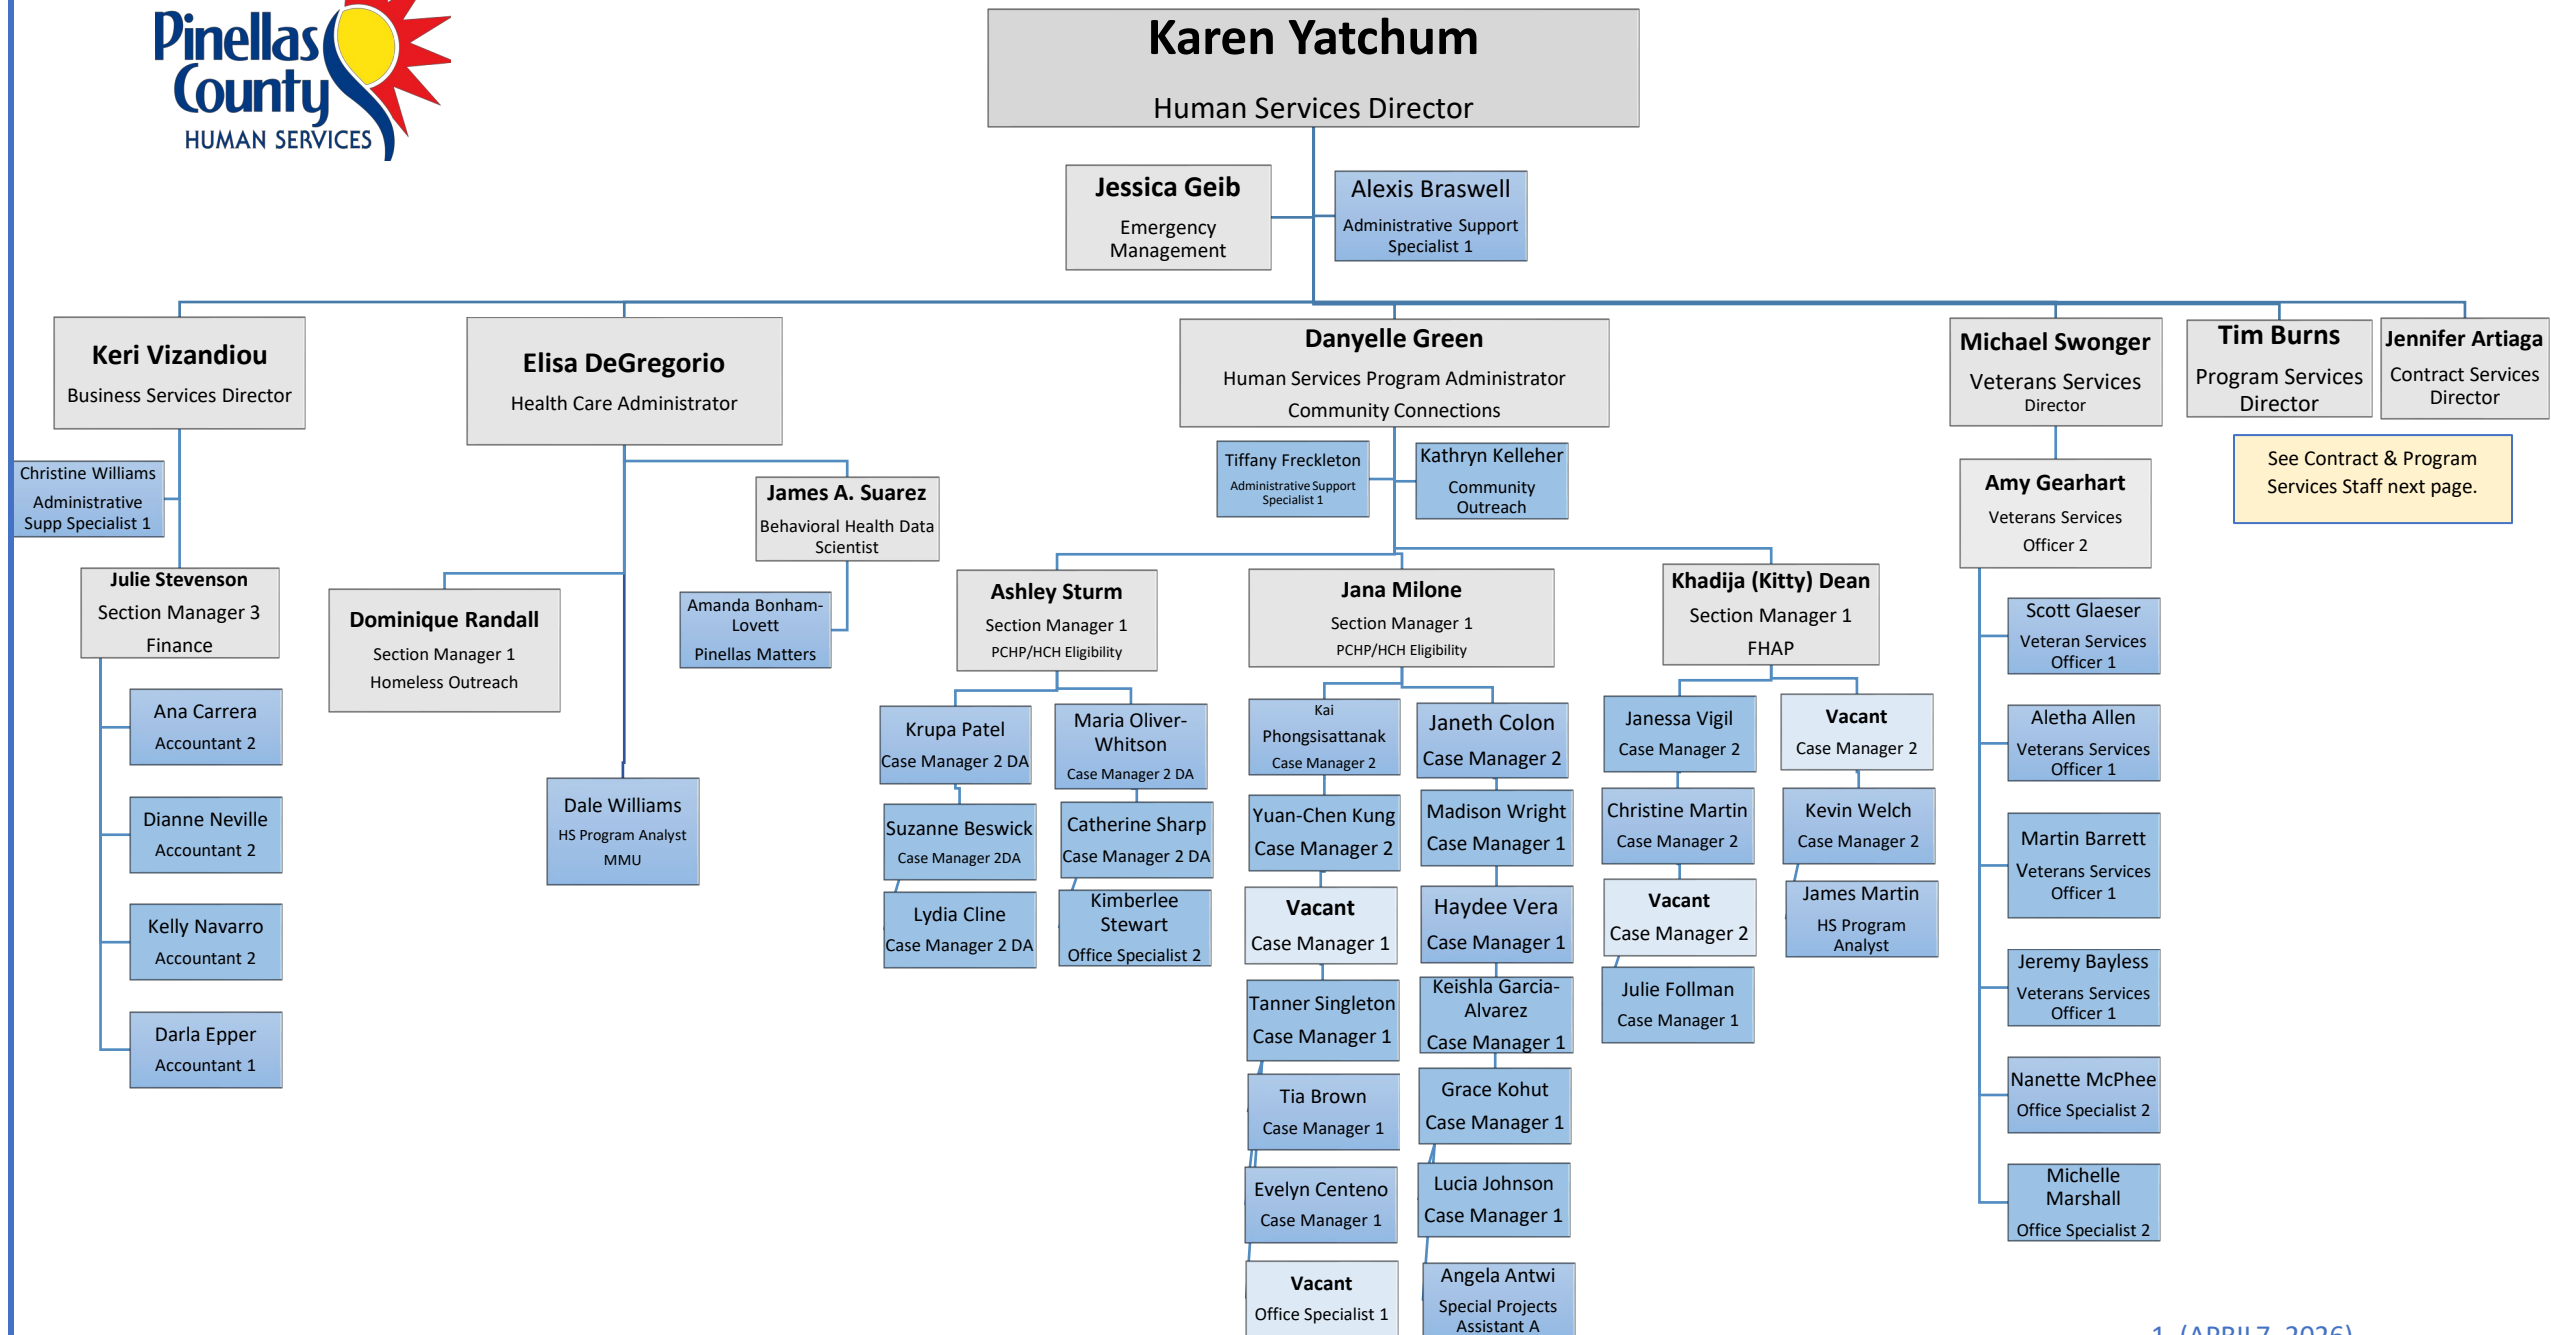 Pinellas
County
HUMAN SERVICES
Karen Yatchum
Human Services Director
Jessica Geib
Emergency
Management
Alexis Braswell
Administrative Support
Specialist 1
Keri Vizandiou
Business Services Director
Elisa DeGregorio
Health Care Administrator
Danyelle Green
Human Services Program Administrator
Community Connections
Michael Swonger
Veterans Services
Director
Tim Burns
Program Services
Director
Jennifer Artiaga
Contract Services
Director
See Contract & Program
Services Staff next page.
Christine Williams
Administrative
Supp Specialist 1
Julie Stevenson
Section Manager 3
Finance
Ana Carrera
Accountant 2
Dianne Neville
Accountant 2
Kelly Navarro
Accountant 2
Darla Epper
Accountant 1
James A. Suarez
Behavioral Health Data
Scientist
Amanda Bonham-
Lovett
Pinellas Matters
Dominique Randall
Section Manager 1
Homeless Outreach
Dale Williams
HS Program Analyst
MMU
Tiffany Freckleton
Administrative Support
Specialist 1
Kathryn Kelleher
Community
Outreach
Ashley Sturm
Section Manager 1
PCHP/HCH Eligibility
Krupa Patel
Case Manager 2 DA
Suzanne Beswick
Case Manager 2DA
Lydia Cline
Case Manager 2 DA
Maria Oliver-
Whitson
Case Manager 2 DA
Catherine Sharp
Case Manager 2 DA
Kimberlee
Stewart
Office Specialist 2
Jana Milone
Section Manager 1
PCHP/HCH Eligibility
Kai
Phongsisattanak
Case Manager 2
Yuan-Chen Kung
Case Manager 2
Vacant
Case Manager 1
Tanner Singleton
Case Manager 1
Tia Brown
Case Manager 1
Evelyn Centeno
Case Manager 1
Vacant
Office Specialist 1
Janeth Colon
Case Manager 2
Madison Wright
Case Manager 1
Haydee Vera
Case Manager 1
Keishla Garcia-
Alvarez
Case Manager 1
Grace Kohut
Case Manager 1
Lucia Johnson
Case Manager 1
Angela Antwi
Special Projects
Assistant A
Khadija (Kitty) Dean
Section Manager 1
FHAP
Janessa Vigil
Case Manager 2
Christine Martin
Case Manager 2
Vacant
Case Manager 2
Julie Follman
Case Manager 1
Vacant
Case Manager 2
Kevin Welch
Case Manager 2
James Martin
HS Program
Analyst
Amy Gearhart
Veterans Services
Officer 2
Scott Glaeser
Veteran Services
Officer 1
Aletha Allen
Veterans Services
Officer 1
Martin Barrett
Veterans Services
Officer 1
Jeremy Bayless
Veterans Services
Officer 1
Nanette McPhee
Office Specialist 2
Michelle
Marshall
Office Specialist 2
1 (APRIL7, 2026)